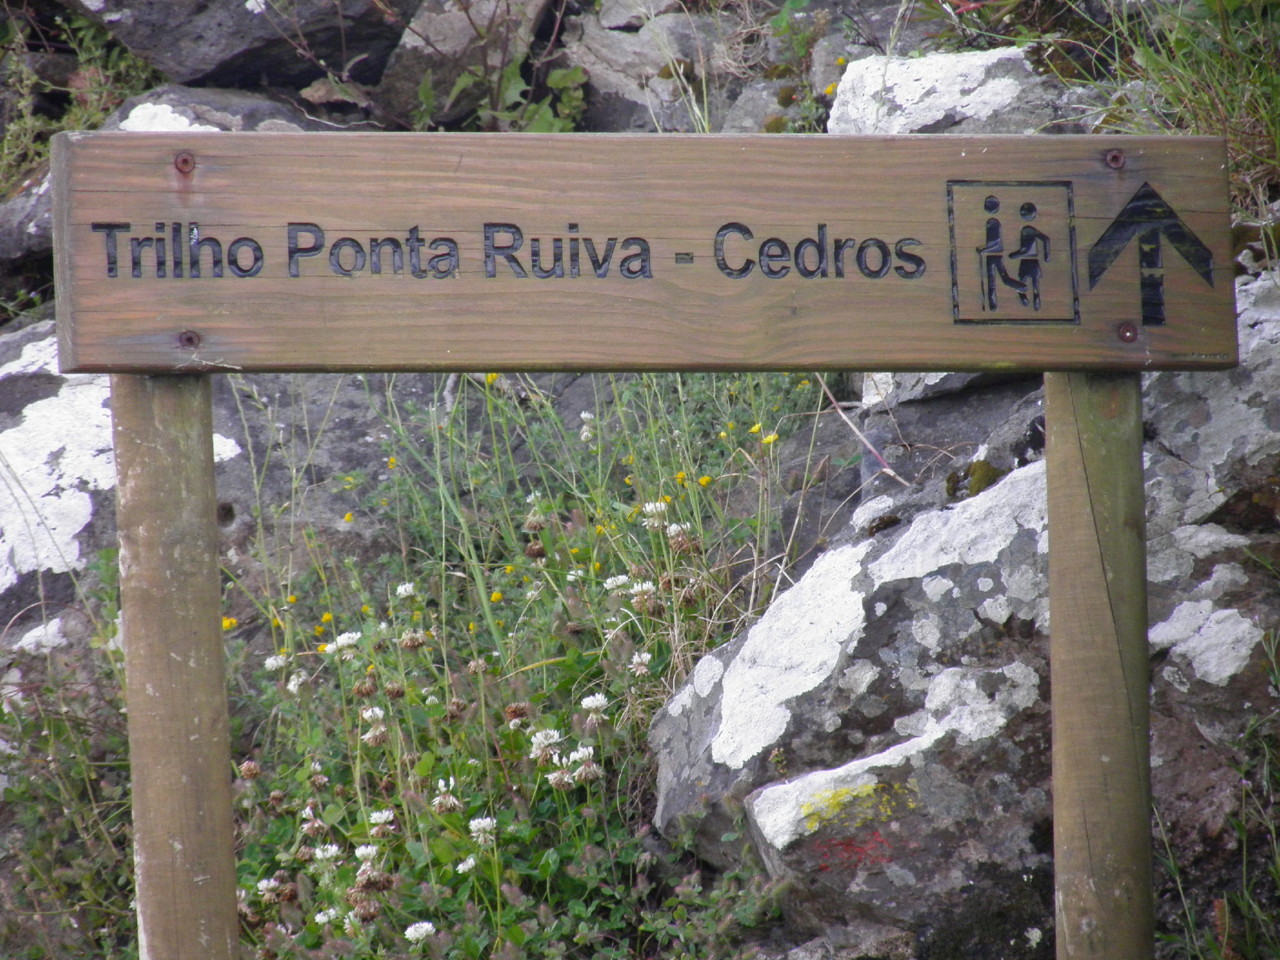 Trilho Ponta Ruiva - Cedros